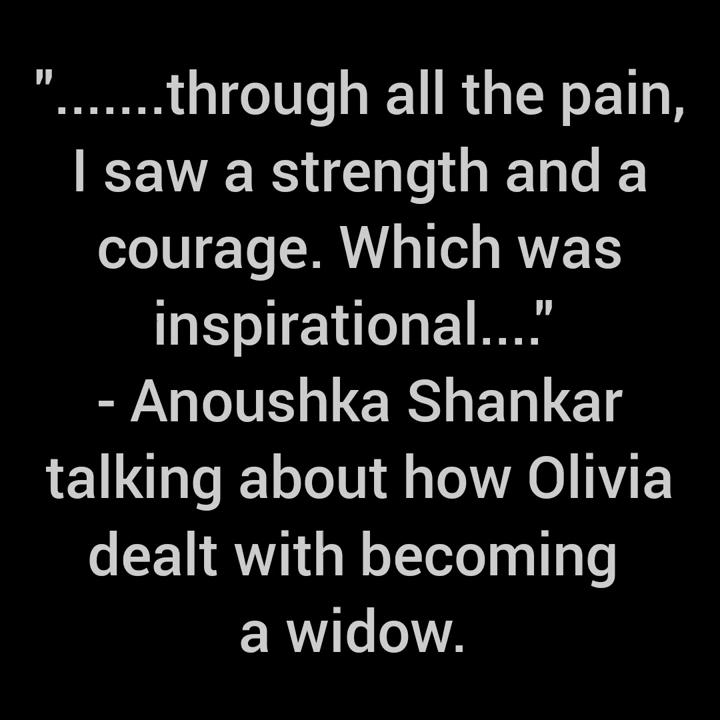 ".......through all the pain,
I saw a strength and a
courage. Which was
inspirational...."
- Anoushka Shankar
talking about how Olivia
dealt with becoming
a widow.